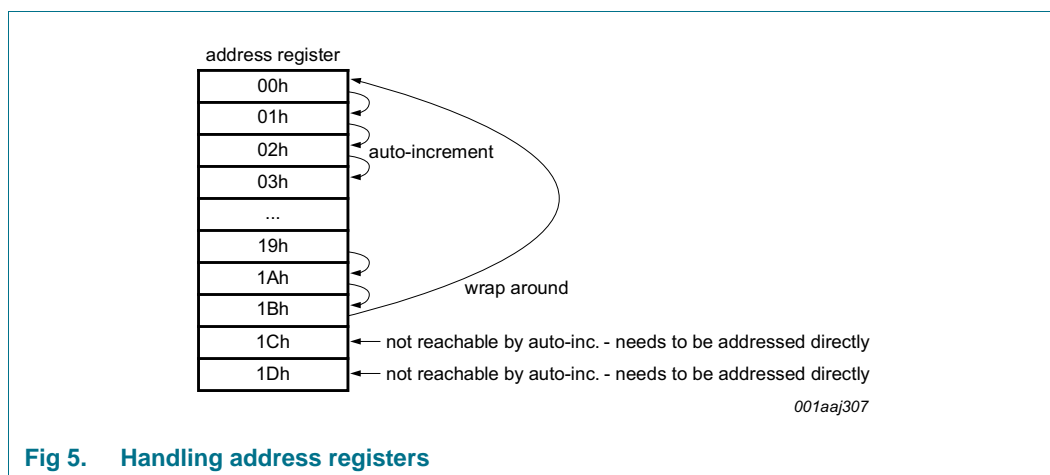 address register
00h
01h
02h
auto-increment
03h
...
19h
1Ah
wrap around
1Bh
1Ch
not reachable by auto-inc. - needs to be addressed directly
1Dh
not reachable by auto-inc. - needs to be addressed directly
001aaj307
Fig 5. Handling address registers